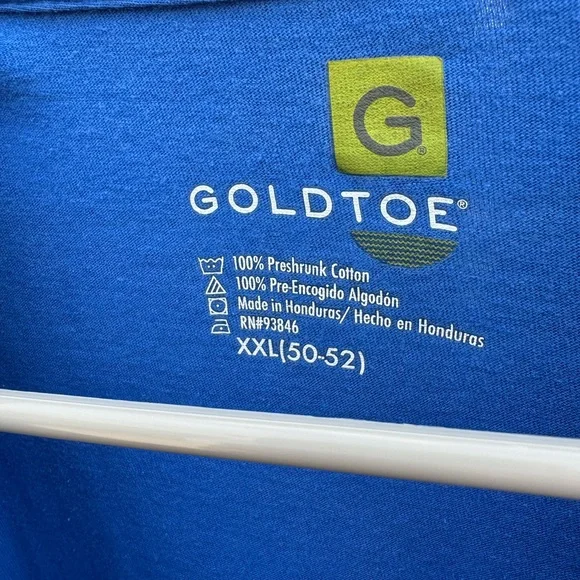 G®
GOLDTOE®
100% Preshrunk Cotton
100% Pre-Encogido Algodón
Made in Honduras/ Hecho en Honduras
RN#93846
XXL(50-52)